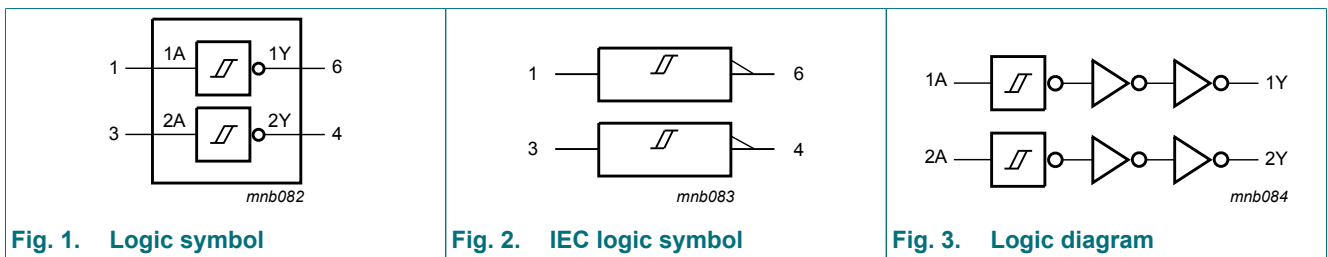 1A 1Y
1 6
2A 2Y
3 4
mnb082
Fig. 1. Logic symbol
1 6
3 4
mnb083
Fig. 2. IEC logic symbol
1A 1Y
2A 2Y
mnb084
Fig. 3. Logic diagram